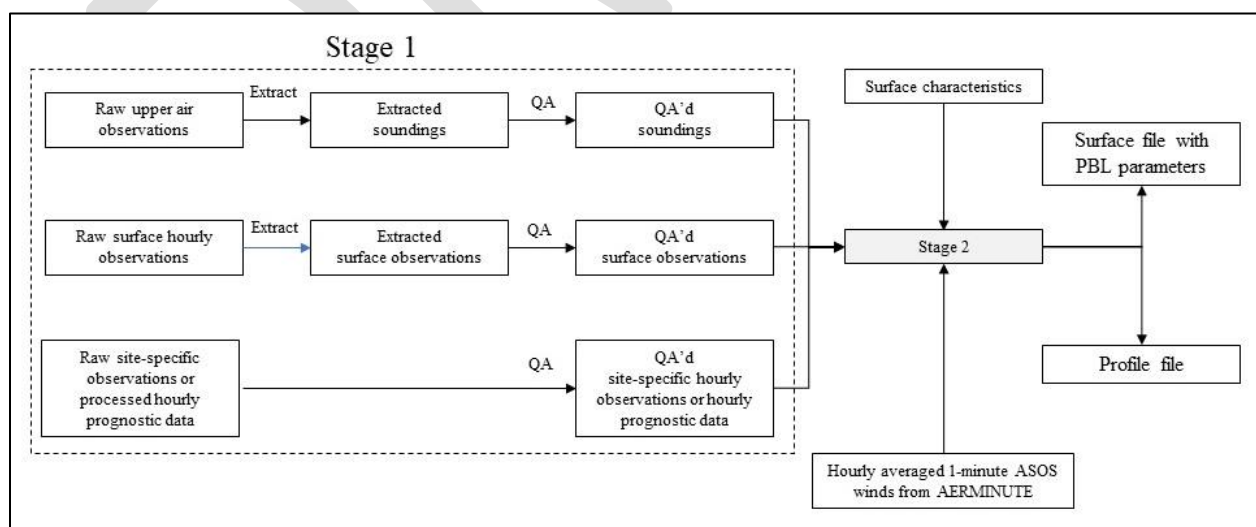 Stage 1
Raw upper air
observations
Extract
Extracted
soundings
QA
QA'd
soundings
Raw surface hourly
observations
Extract
Extracted
surface observations
QA
QA'd
surface observations
Raw site-specific
observations or
processed hourly
prognostic data
QA
QA'd
site-specific hourly
observations or hourly
prognostic data
Surface characteristics
Stage 2
Hourly averaged 1-minute ASOS
winds from AERMINUTE
Surface file with
PBL parameters
Profile file